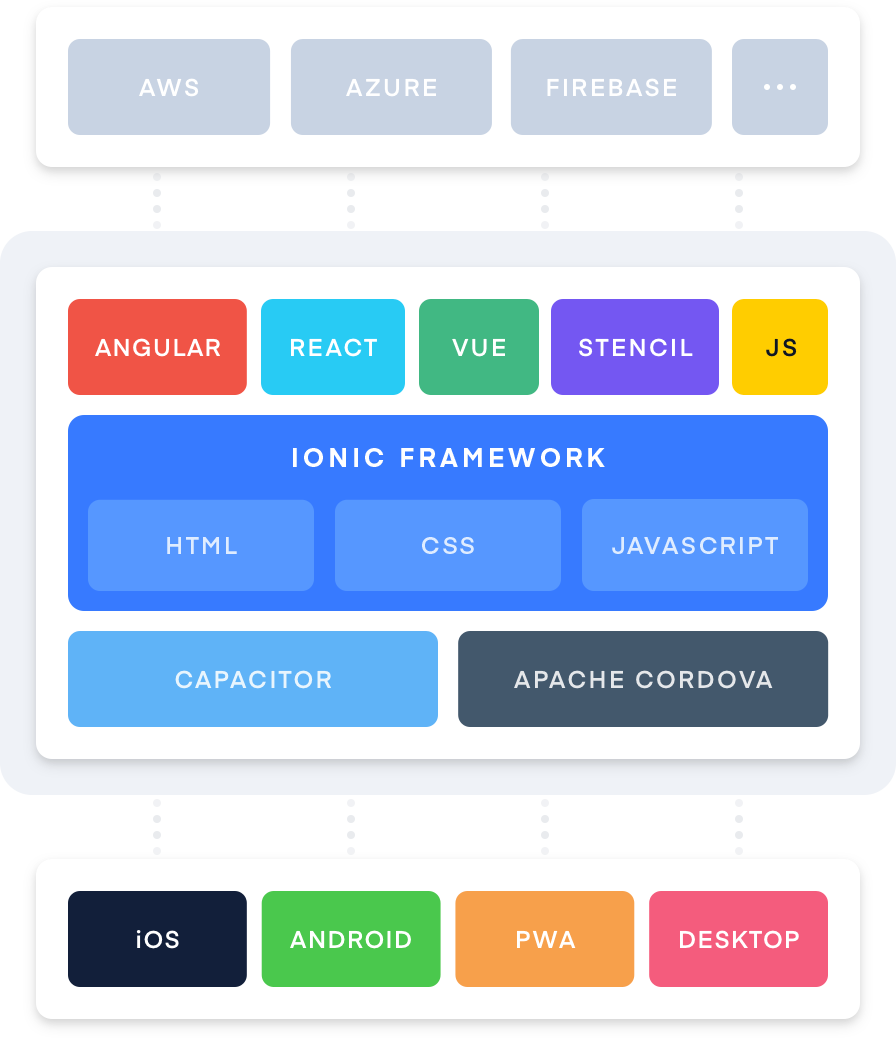 AWS AZURE FIREBASE ...
ANGULAR REACT VUE STENCIL JS
IONIC FRAMEWORK
HTML CSS JAVASCRIPT
CAPACITOR APACHE CORDOVA
iOS ANDROID PWA DESKTOP